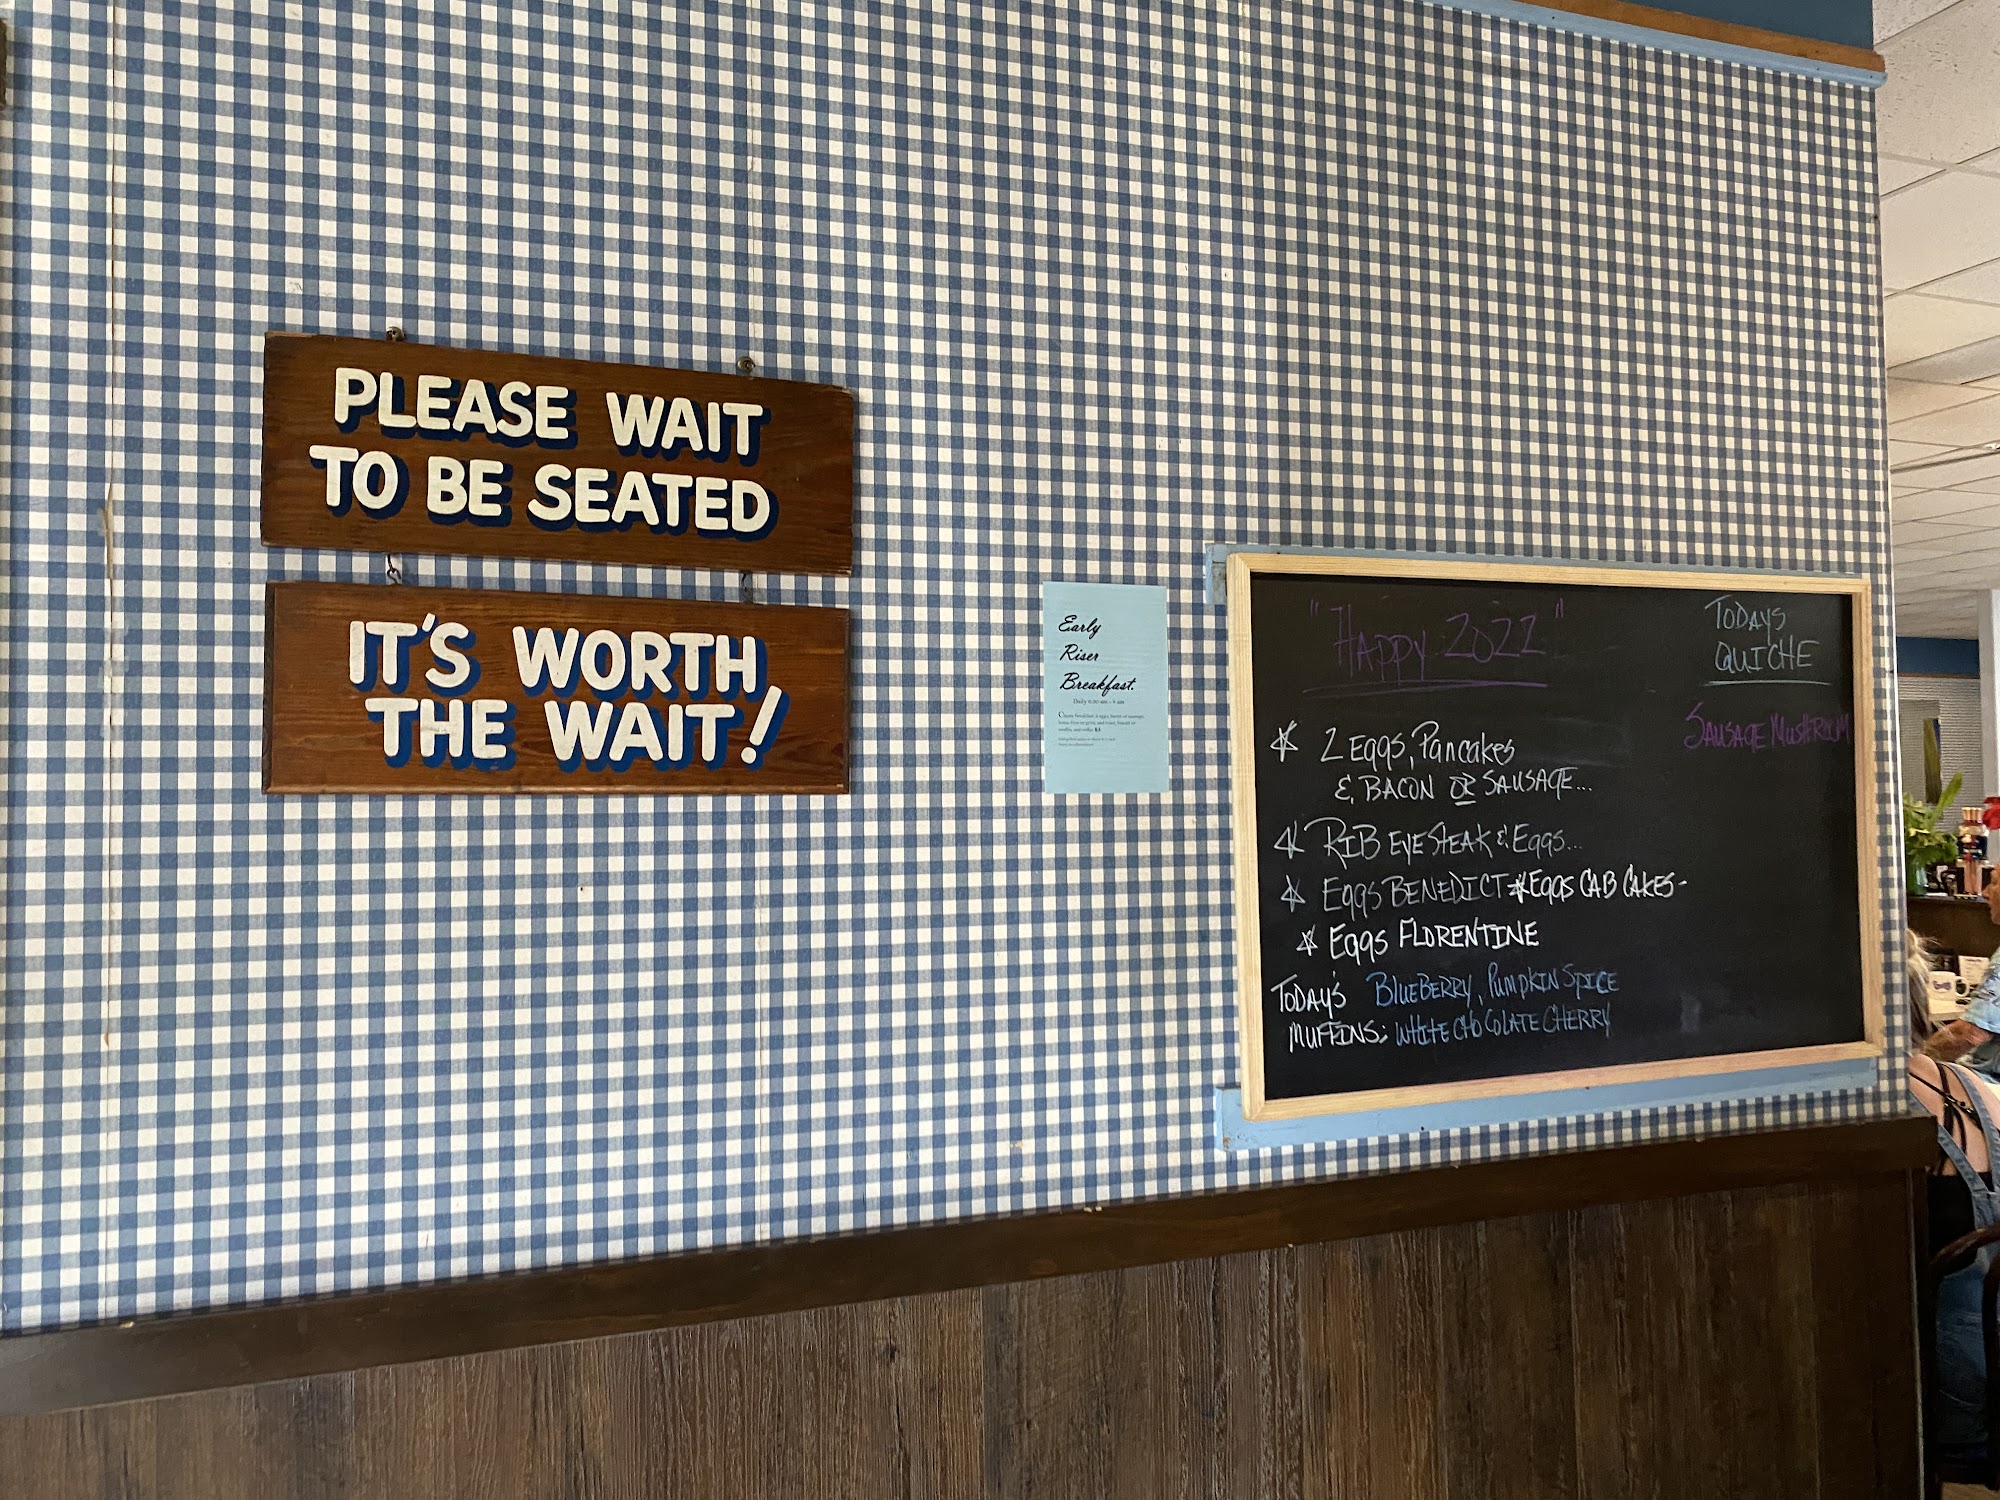 PLEASE WAIT
TO BE SEATED
IT'S WORTH
THE WAIT!
Early
Riser
Breakfast.
"Happy 2022"
2 Eggs, Pancakes
& BACON OR SAUSAGE...
RIB EYE STEAK & Eggs...
Eggs BENEDICT Eggs CAB CAKES-
Eggs FLORENTINE
TODAY'S BLUEBERRY, PUMPKIN SPICE
MUFFINS; WHITE CHOCOLATE CHERRY
TODAYS
QUICHE
SAUSAGE MUSHROOM